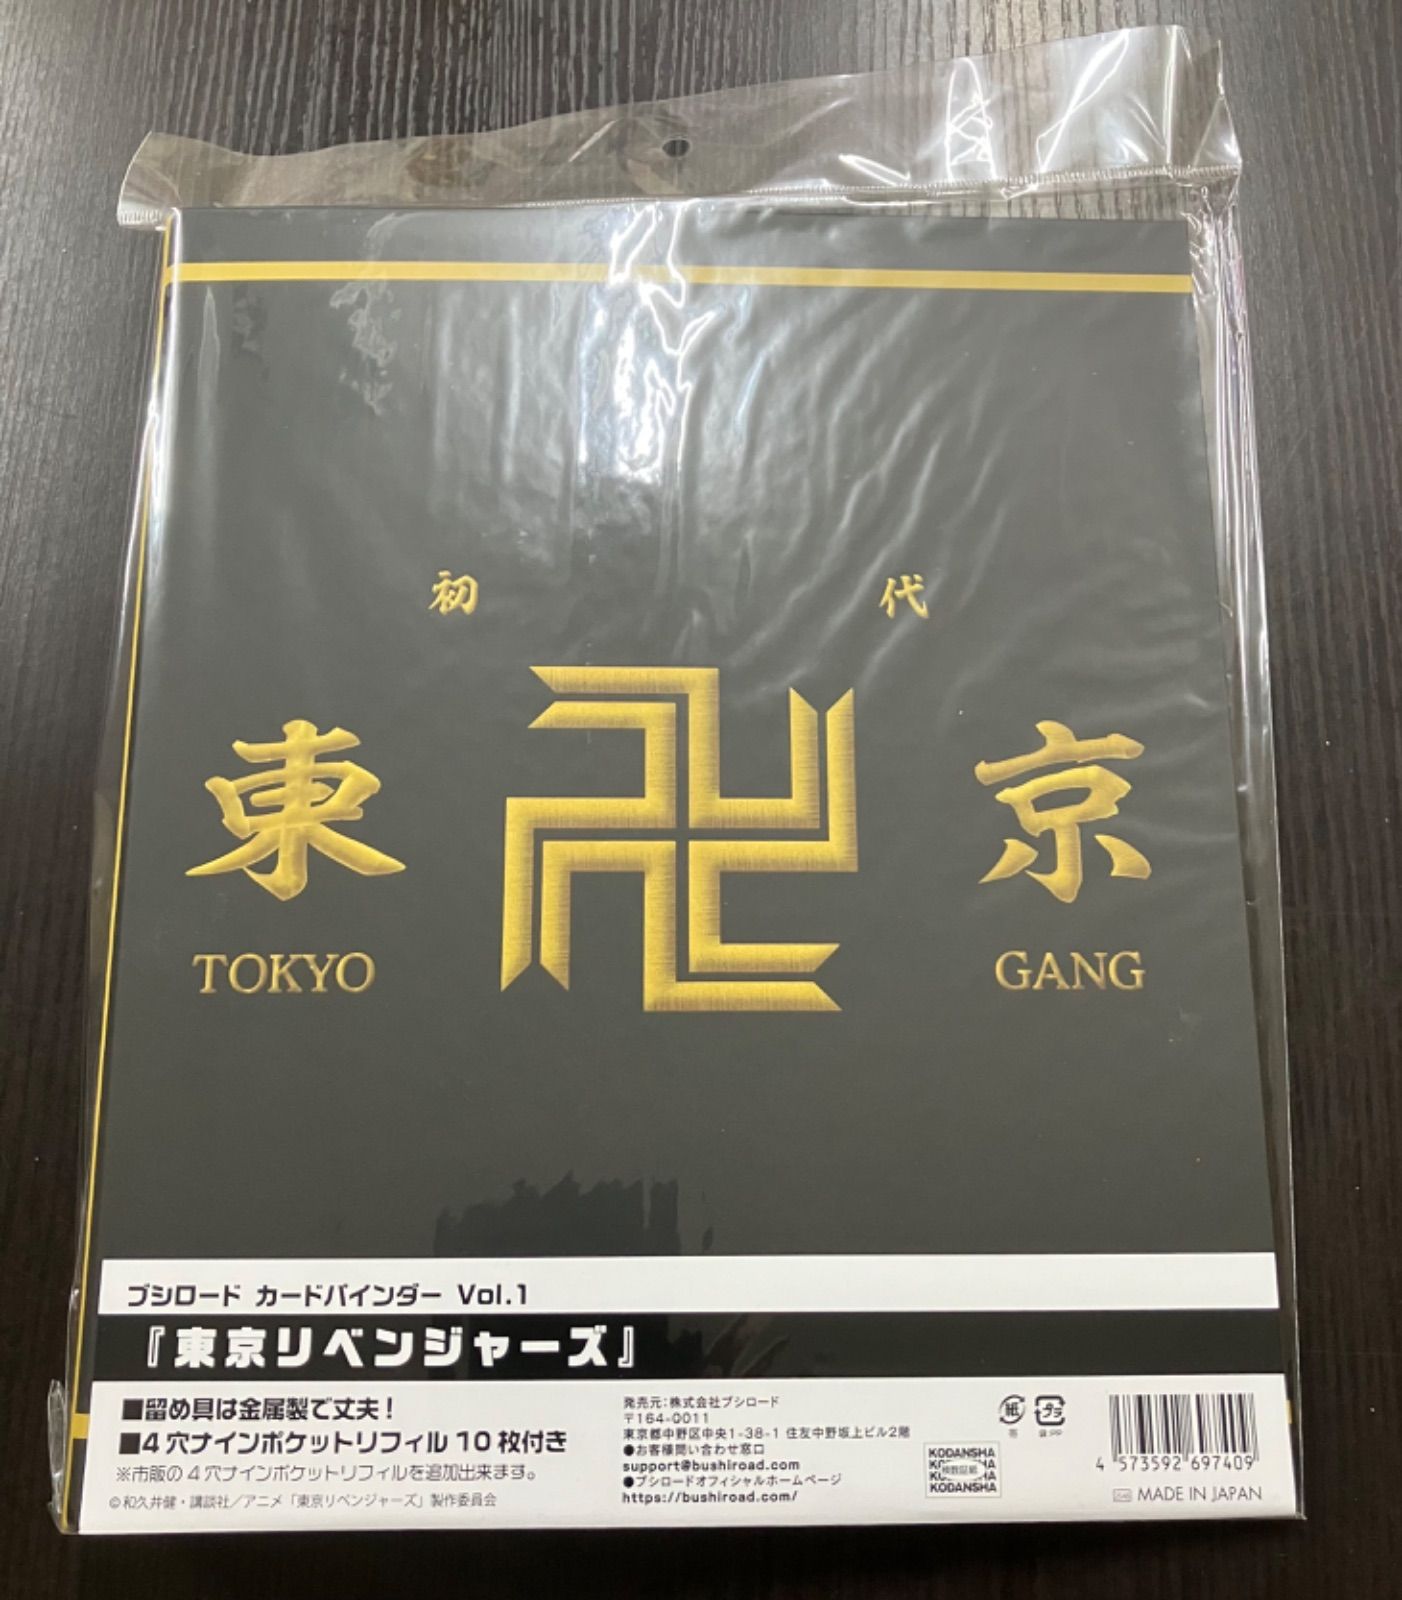 初 代
東 卍 京
TOKYO GANG
ブシロード カードバインダー Vol.1
『東京リベンジャーズ』
■留め具は金属製で丈夫！
■4穴ナインポケットリフィル10枚付き
※市販の4穴ナインポケットリフィルを追加出来ます。
©和久井健・講談社／アニメ「東京リベンジャーズ」製作委員会
発売元：株式会社ブシロード
〒164-0011
東京都中野区中央1-38-1 住友中野坂上ビル2階
●お客様問い合わせ窓口
support@bushiroad.com
●ブシロードオフィシャルホームページ
https://bushiroad.com/
紙
プラ
袋:PP
KODANSHA
KODANSHA
4 573592 697409
MADE IN JAPAN